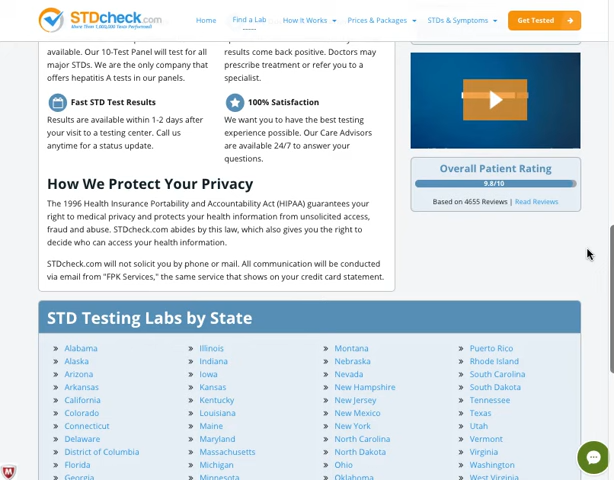 STDcheck.com
More Than 1,000,000 Tests Performed!
Home
Find a Lab
How It Works
Prices & Packages
STDs & Symptoms
Get Tested
available. Our 10-Test Panel will test for all
major STDs. We are the only company that
offers hepatitis A tests in our panels.
results come back positive. Doctors may
prescribe treatment or refer you to a
specialist.
Fast STD Test Results
Results are available within 1-2 days after
your visit to a testing center. Call us
anytime for a status update.
100% Satisfaction
We want you to have the best testing
experience possible. Our Care Advisors
are available 24/7 to answer your
questions.
How We Protect Your Privacy
The 1996 Health Insurance Portability and Accountability Act (HIPAA) guarantees your
right to medical privacy and protects your health information from unsolicited access,
fraud and abuse. STDcheck.com abides by this law, which also gives you the right to
decide who can access your health information.
STDcheck.com will not solicit you by phone or mail. All communication will be conducted
via email from "FPK Services," the same service that shows on your credit card statement.
Overall Patient Rating
9.8/10
Based on 4655 Reviews | Read Reviews
STD Testing Labs by State
Alabama
Alaska
Arizona
Arkansas
California
Colorado
Connecticut
Delaware
District of Columbia
Florida
Georgia
Illinois
Indiana
Iowa
Kansas
Kentucky
Louisiana
Maine
Maryland
Massachusetts
Michigan
Minnesota
Montana
Nebraska
Nevada
New Hampshire
New Jersey
New Mexico
New York
North Carolina
North Dakota
Ohio
Oklahoma
Puerto Rico
Rhode Island
South Carolina
South Dakota
Tennessee
Texas
Utah
Vermont
Virginia
Washington
West Virginia